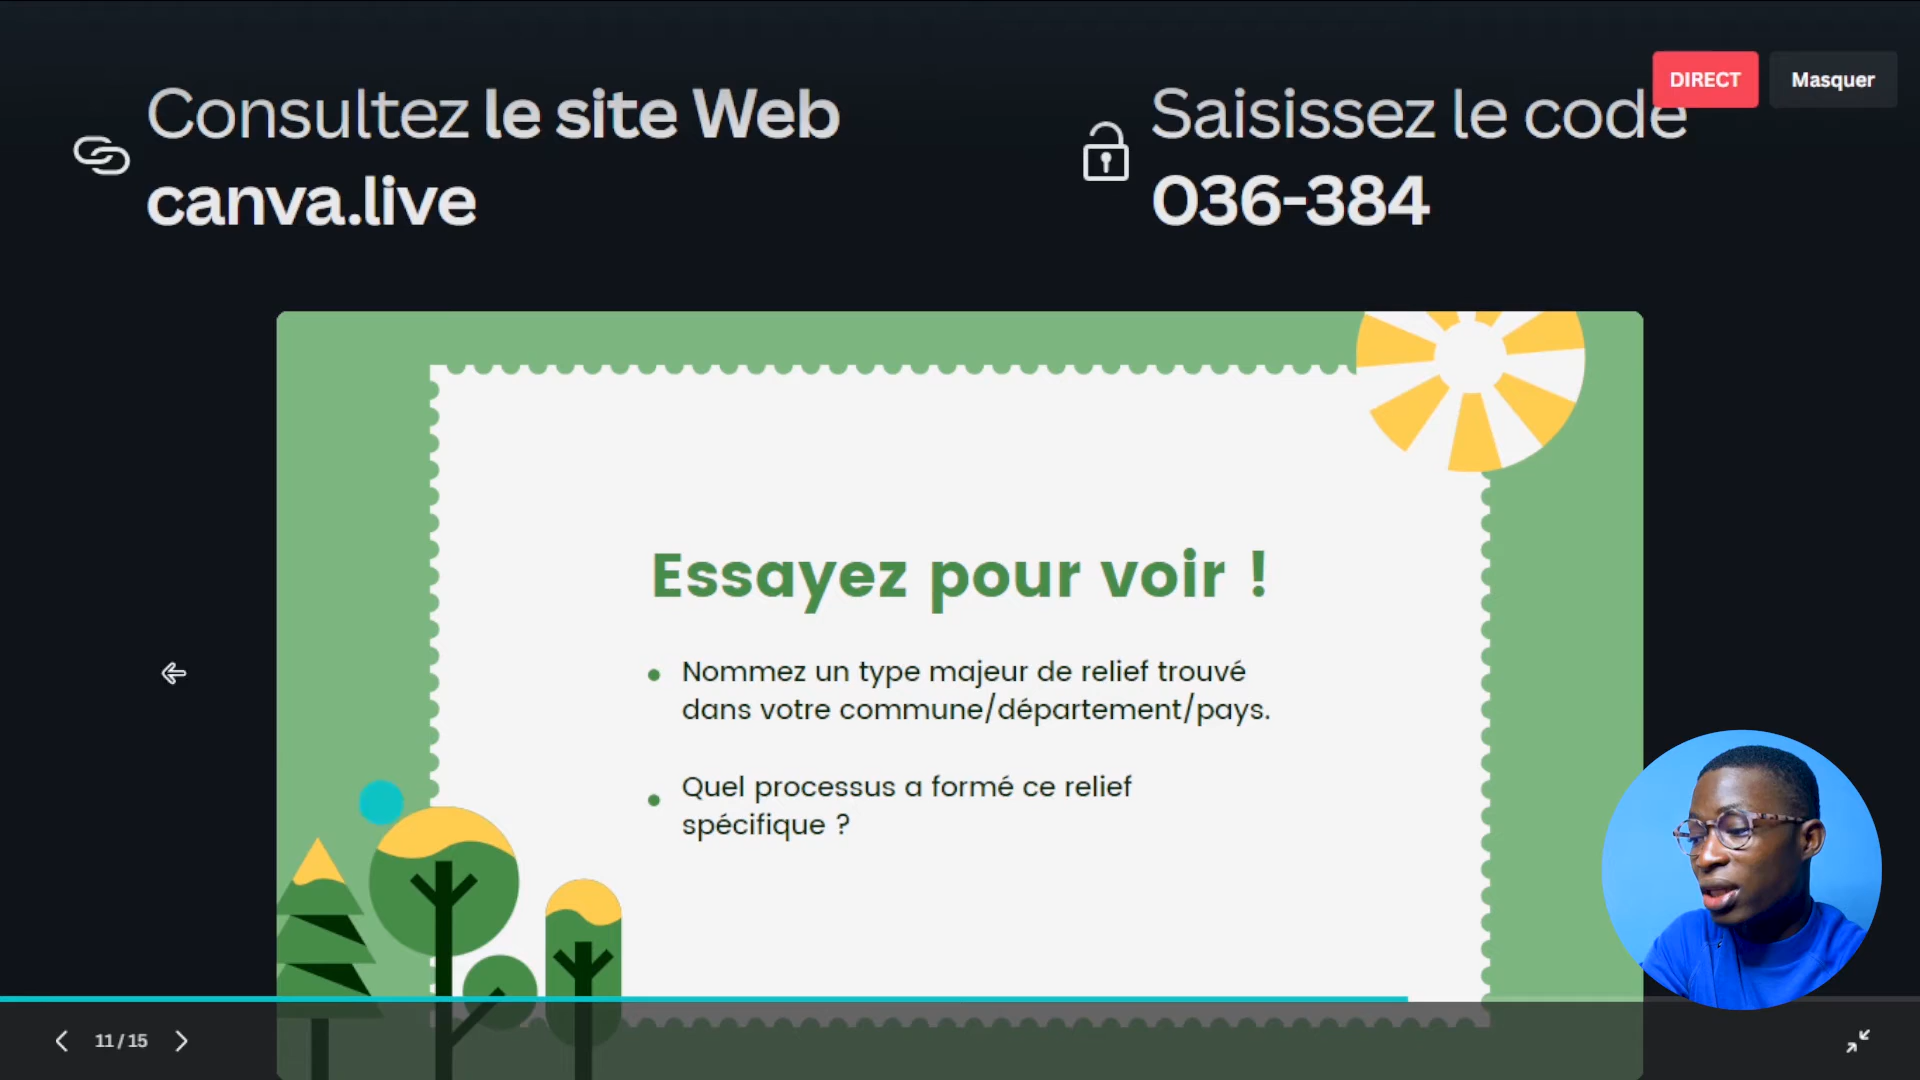 Consultez le site Web
canva.live
Saisissez le code
036-384
DIRECT
Masquer
Essayez pour voir !
Nommez un type majeur de relief trouvé
dans votre commune/département/pays.
Quel processus a formé ce relief
spécifique ?
11 / 15